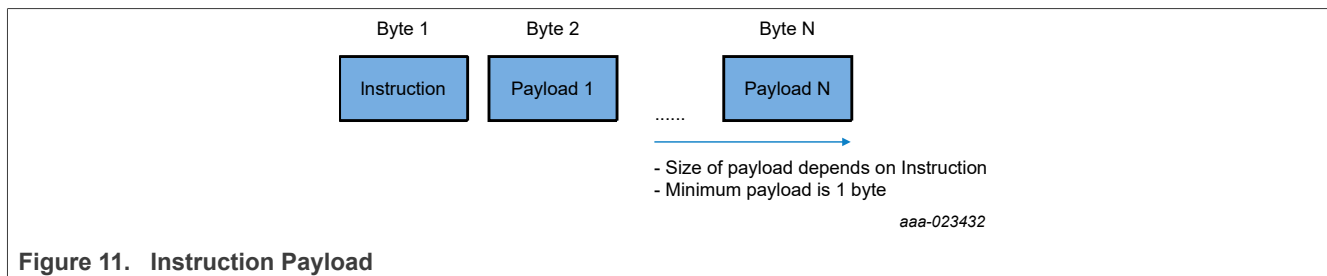 Byte 1 Byte 2 Byte N
Instruction Payload 1 Payload N
......
- Size of payload depends on Instruction
- Minimum payload is 1 byte
aaa-023432
Figure 11. Instruction Payload